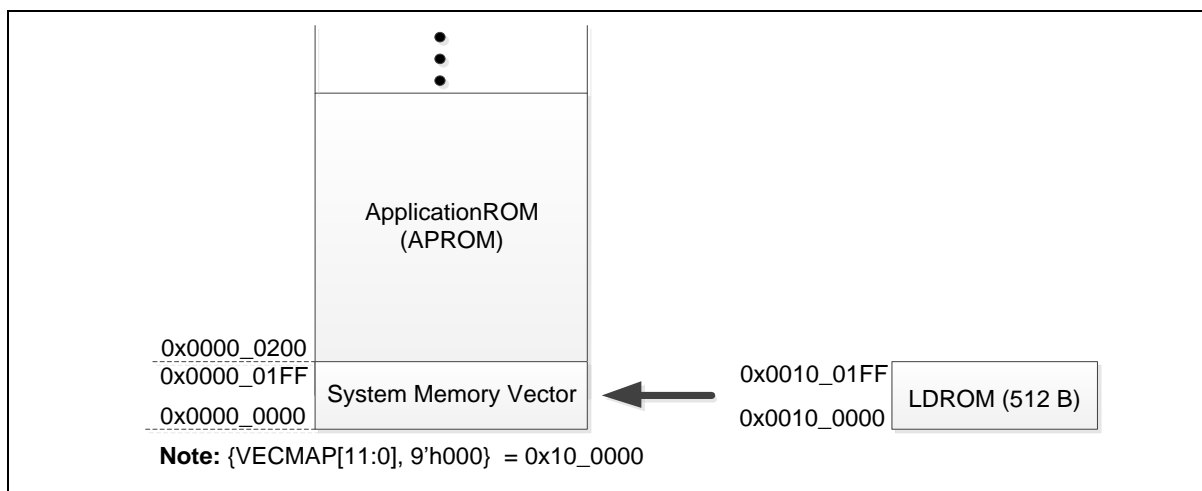 ApplicationROM
(APROM)
0x0000_0200
0x0000_01FF
System Memory Vector
0x0000_0000
0x0010_01FF
LDROM (512 B)
0x0010_0000
Note: {VECMAP[11:0], 9’h000} = 0x10_0000